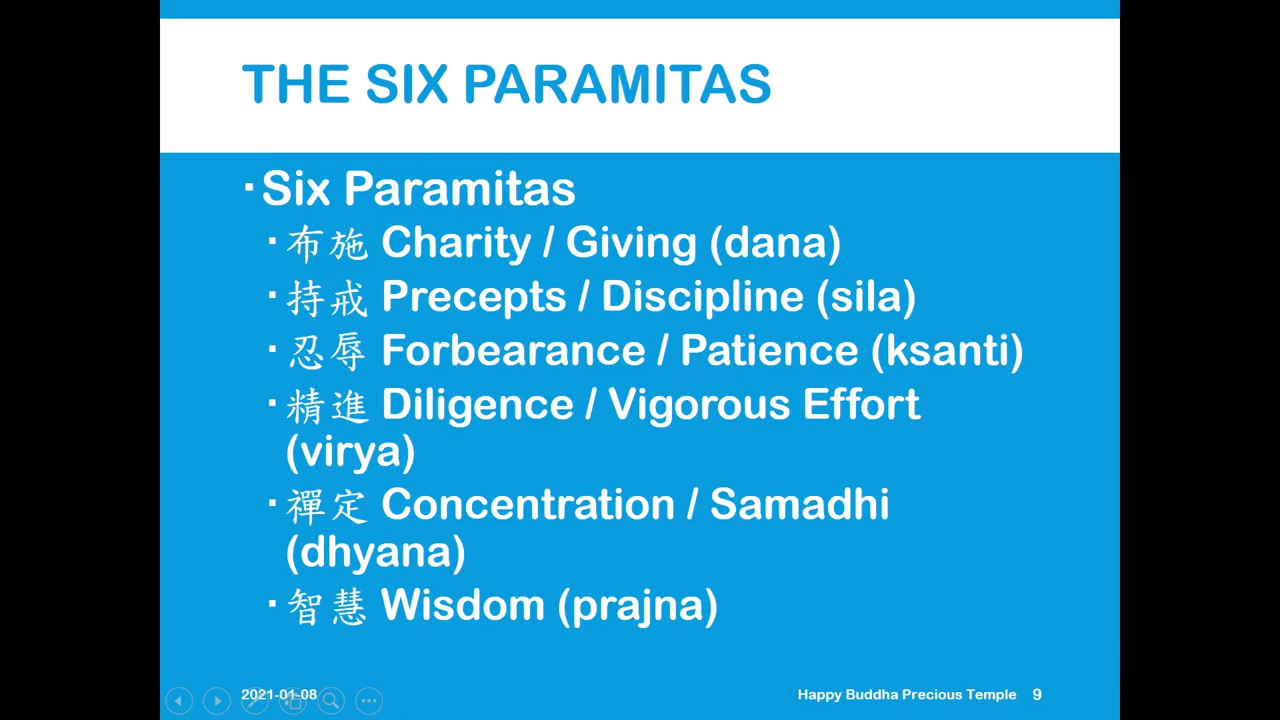 THE SIX PARAMITAS
▪Six Paramitas
▪布施 Charity / Giving (dana)
▪持戒 Precepts / Discipline (sila)
▪忍辱 Forbearance / Patience (ksanti)
▪精進 Diligence / Vigorous Effort
(virya)
▪禪定 Concentration / Samadhi
(dhyana)
▪智慧 Wisdom (prajna)
2021-01-08
Happy Buddha Precious Temple 9